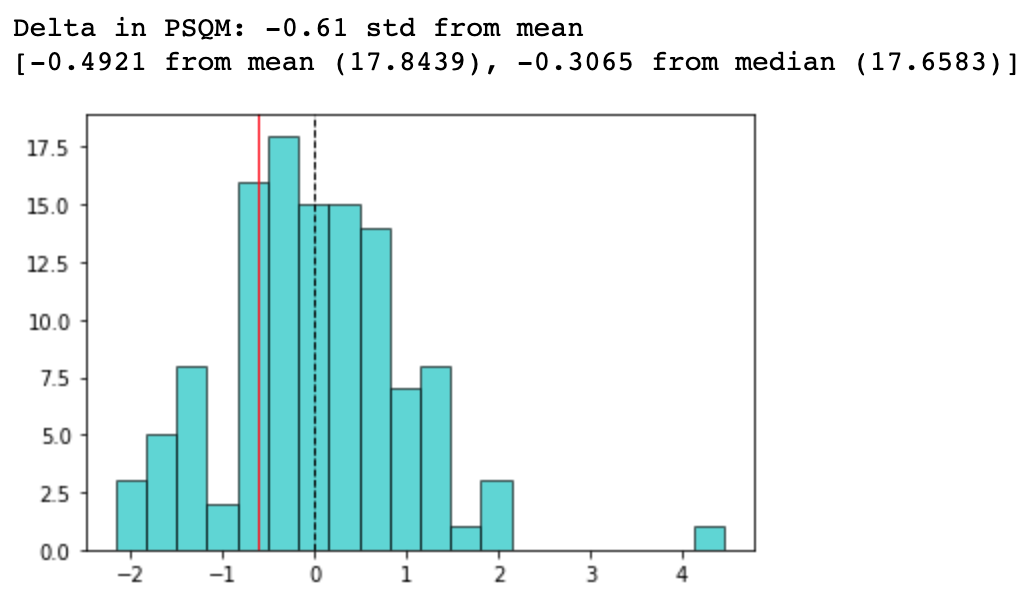 Delta in PSQM: -0.61 std from mean
[-0.4921 from mean (17.8439), -0.3065 from median (17.6583)]
17.5
15.0
12.5
10.0
7.5
5.0
2.5
0.0
−2 −1 0 1 2 3 4